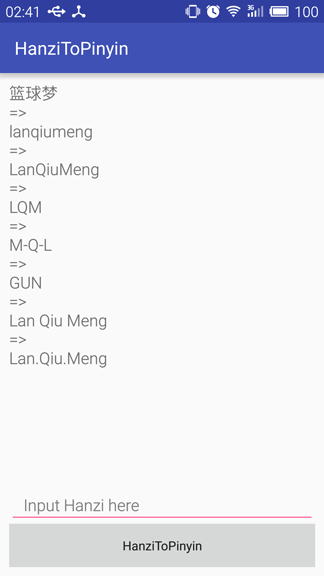 02:41 3G 100
HanziToPinyin
篮球梦
=>
lanqiumeng
=>
LanQiuMeng
=>
LQM
=>
M-Q-L
=>
GUN
=>
Lan Qiu Meng
=>
Lan.Qiu.Meng
Input Hanzi here
HanziToPinyin